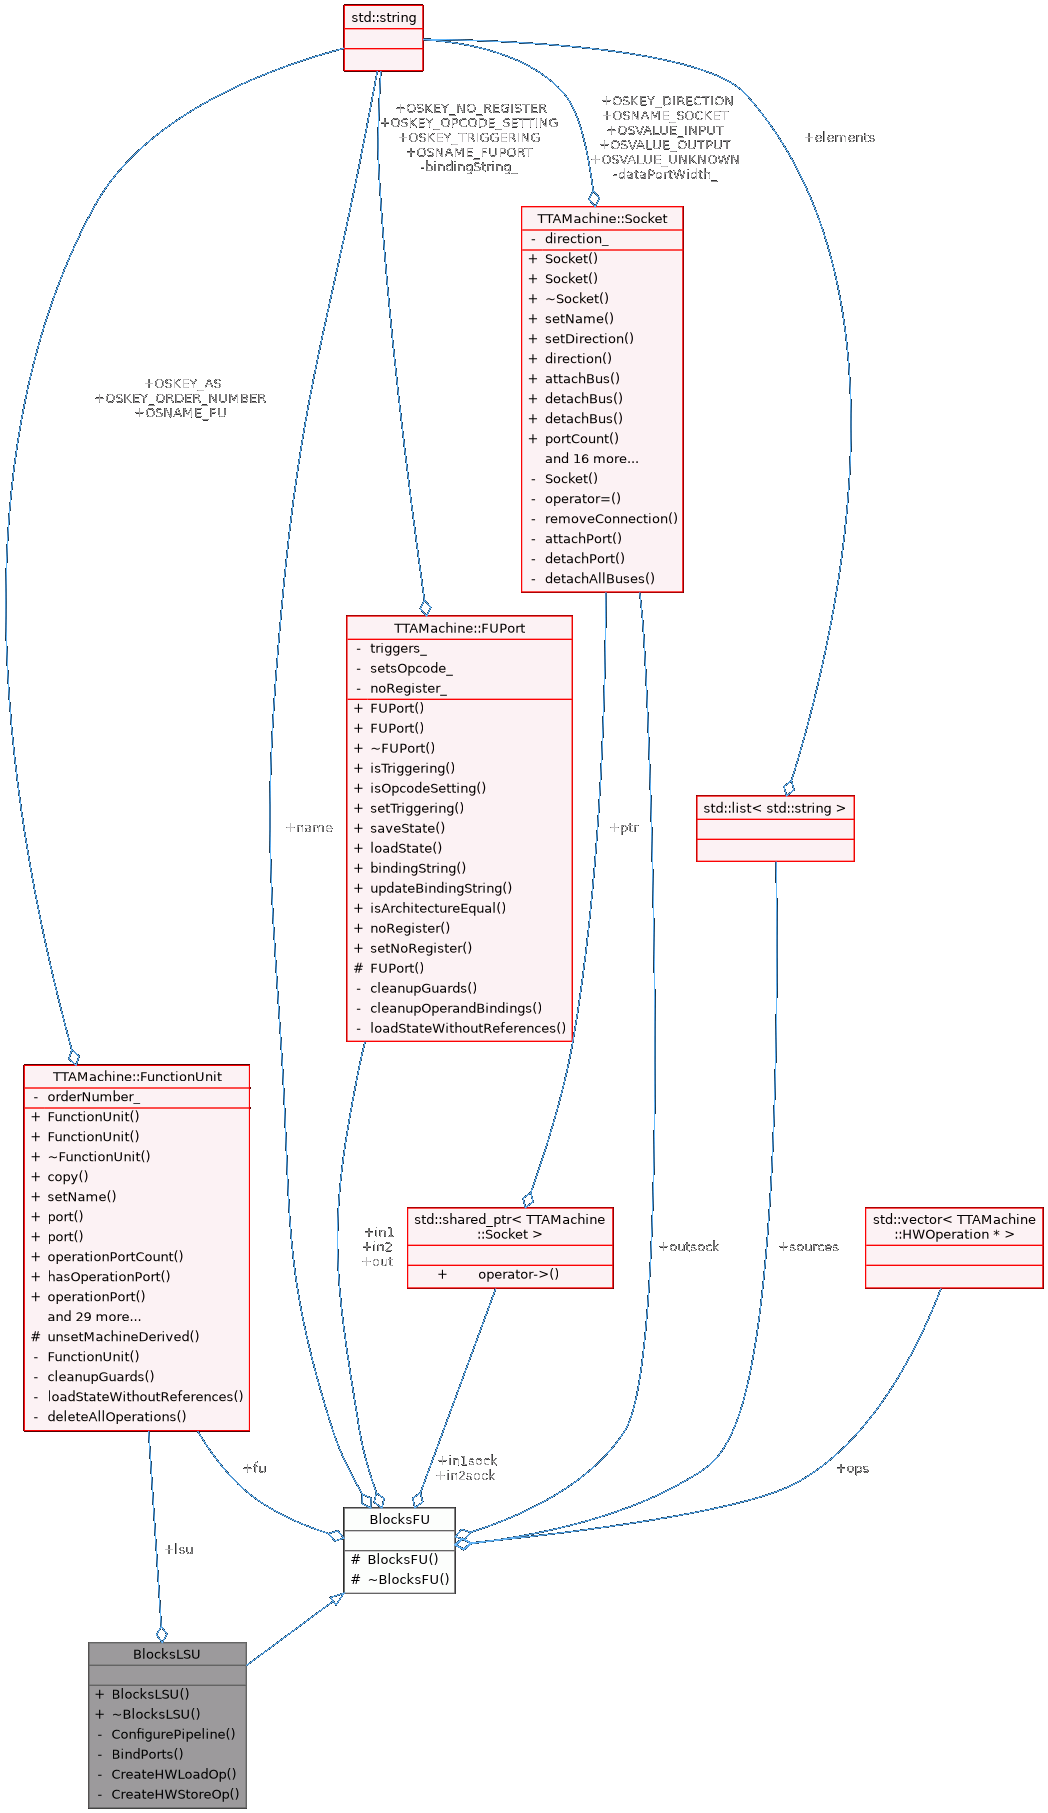 std::string
+OSKEY_NO_REGISTER
+OSKEY_OPCODE_SETTING
+OSKEY_TRIGGERING
+OSNAME_FUPORT
-bindingString_
+OSKEY_DIRECTION
+OSNAME_SOCKET
+OSVALUE_INPUT
+OSVALUE_OUTPUT
+OSVALUE_UNKNOWN
-dataPortWidth_
+elements
TTAMachine::Socket
- direction_
+ Socket()
+ Socket()
+ ~Socket()
+ setName()
+ setDirection()
+ direction()
+ attachBus()
+ detachBus()
+ detachBus()
+ portCount()
and 16 more...
- Socket()
- operator=()
- removeConnection()
- attachPort()
- detachPort()
- detachAllBuses()
+OSKEY_AS
+OSKEY_ORDER_NUMBER
+OSNAME_FU
TTAMachine::FUPort
- triggers_
- setsOpcode_
- noRegister_
+ FUPort()
+ FUPort()
+ ~FUPort()
+ isTriggering()
+ isOpcodeSetting()
+ setTriggering()
+ saveState()
+ loadState()
+ bindingString()
+ updateBindingString()
+ isArchitectureEqual()
+ noRegister()
+ setNoRegister()
# FUPort()
- cleanupGuards()
- cleanupOperandBindings()
- loadStateWithoutReferences()
+name
+ptr
std::list< std::string >
TTAMachine::FunctionUnit
- orderNumber_
+ FunctionUnit()
+ FunctionUnit()
+ ~FunctionUnit()
+ copy()
+ setName()
+ port()
+ port()
+ operationPortCount()
+ hasOperationPort()
+ operationPort()
and 29 more...
# unsetMachineDerived()
- FunctionUnit()
- cleanupGuards()
- loadStateWithoutReferences()
- deleteAllOperations()
+in1
+in2
+out
std::shared_ptr< TTAMachine
::Socket >
+ operator->()
+outsock
+sources
std::vector< TTAMachine
::HWOperation * >
+fu
+in1sock
+in2sock
+ops
BlocksFU
# BlocksFU()
# ~BlocksFU()
+lsu
BlocksLSU
+ BlocksLSU()
+ ~BlocksLSU()
- ConfigurePipeline()
- BindPorts()
- CreateHWLoadOp()
- CreateHWStoreOp()